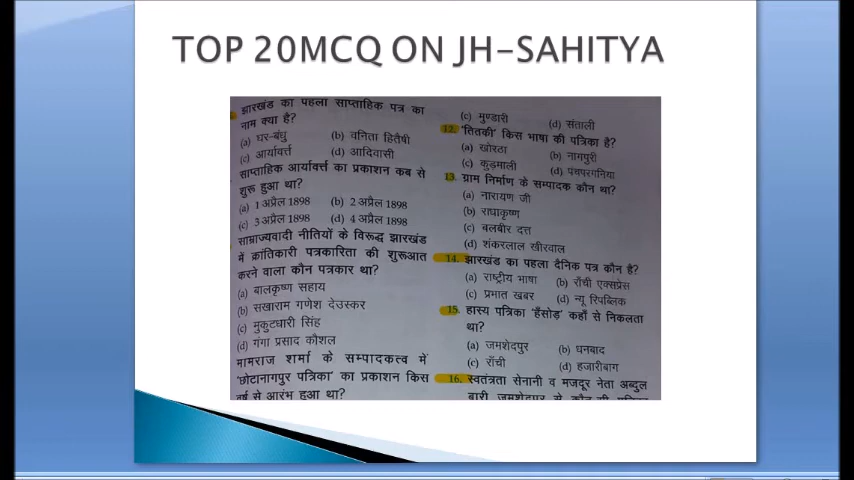 TOP 20MCQ ON JH-SAHITYA
झारखंड का पहला साप्ताहिक पत्र का
नाम क्या है?
(a) घर-बंधु (b) वनिता हितैषी
(c) आर्यावर्त्त (d) आदिवासी
साप्ताहिक आर्यावर्त्त का प्रकाशन कब से
शुरू हुआ था?
(a) 1 अप्रैल 1898 (b) 2 अप्रैल 1898
(c) 3 अप्रैल 1898 (d) 4 अप्रैल 1898
साम्राज्यवादी नीतियों के विरूद्ध झारखंड
में क्रांतिकारी पत्रकारिता की शुरूआत
करने वाला कौन पत्रकार था?
(a) बालकृष्ण सहाय
(b) सखाराम गणेश देउस्कर
(c) मुकुटधारी सिंह
(d) गंगा प्रसाद कौशल
मामराज शर्मा के सम्पादकत्व में
'छोटानागपुर पत्रिका' का प्रकाशन किस
वर्ष से आरंभ हुआ था?
(c) मुण्डारी (d) संताली
12. 'तितकी' किस भाषा की पत्रिका है?
(a) खोरठा (b) नागपुरी
(c) कुड़माली (d) पंचपरगनिया
13. ग्राम निर्माण के सम्पादक कौन था?
(a) नारायण जी
(b) राधाकृष्ण
(c) बलबीर दत्त
(d) शंकरलाल खीरवाल
14. झारखंड का पहला दैनिक पत्र कौन है?
(a) राष्ट्रीय भाषा (b) राँची एक्सप्रेस
(c) प्रभात खबर (d) न्यू रिपब्लिक
15. हास्य पत्रिका 'हँसोड़' कहाँ से निकलता
था?
(a) जमशेदपुर (b) धनबाद
(c) राँची (d) हजारीबाग
16. स्वतंत्रता सेनानी व मजदूर नेता अब्दुल
बारी जमशेदपुर से कौन-सी